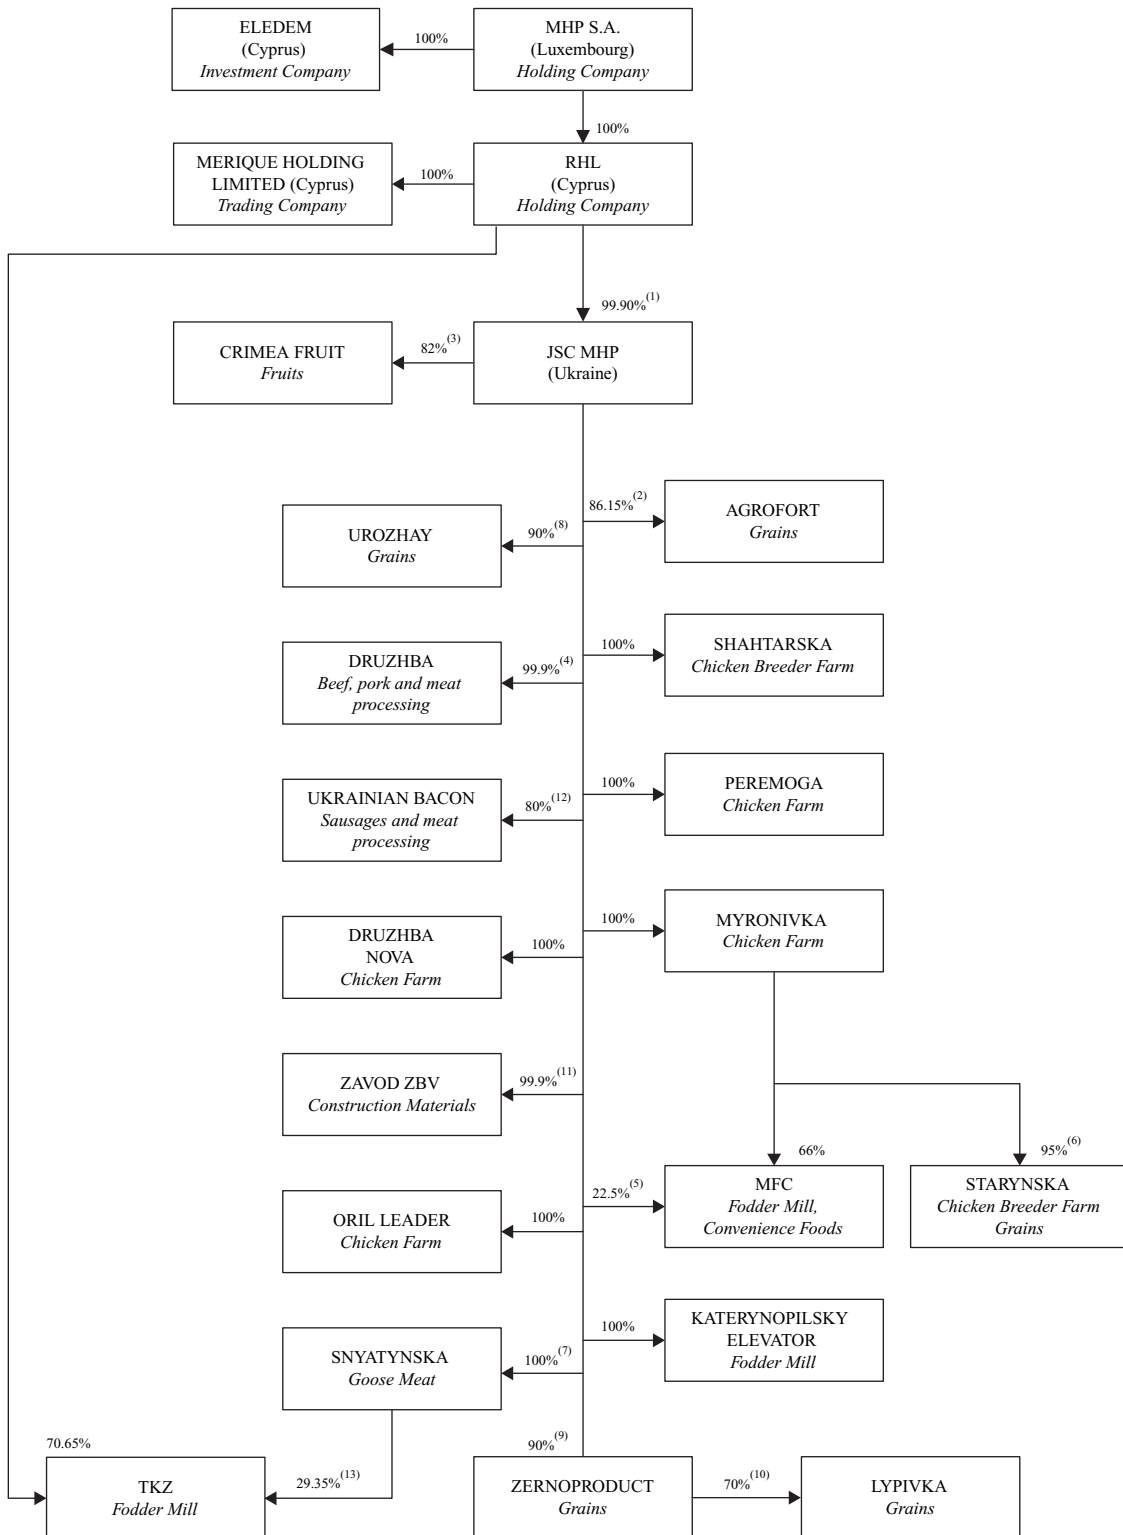 ELEDEM
(Cyprus)
Investment Company
100%
MHP S.A.
(Luxembourg)
Holding Company
100%
MERIQUE HOLDING
LIMITED (Cyprus)
Trading Company
100%
RHL
(Cyprus)
Holding Company
99.90%(1)
CRIMEA FRUIT
Fruits
82%(3)
JSC MHP
(Ukraine)
86.15%(2)
AGROFORT
Grains
UROZHAY
Grains
90%(8)
100%
SHAHTARSKA
Chicken Breeder Farm
DRUZHBA
Beef, pork and meat
processing
99.9%(4)
100%
PEREMOGA
Chicken Farm
UKRAINIAN BACON
Sausages and meat
processing
80%(12)
100%
MYRONIVKA
Chicken Farm
DRUZHBA
NOVA
Chicken Farm
100%
ZAVOD ZBV
Construction Materials
99.9%(11)
66%
95%(6)
22.5%(5)
MFC
Fodder Mill,
Convenience Foods
STARYNSKA
Chicken Breeder Farm
Grains
ORIL LEADER
Chicken Farm
100%
100%
KATERYNOPILSKY
ELEVATOR
Fodder Mill
SNYATYNSKA
Goose Meat
100%(7)
70.65%
90%(9)
TKZ
Fodder Mill
29.35%(13)
ZERNOPRODUCT
Grains
70%(10)
LYPIVKA
Grains